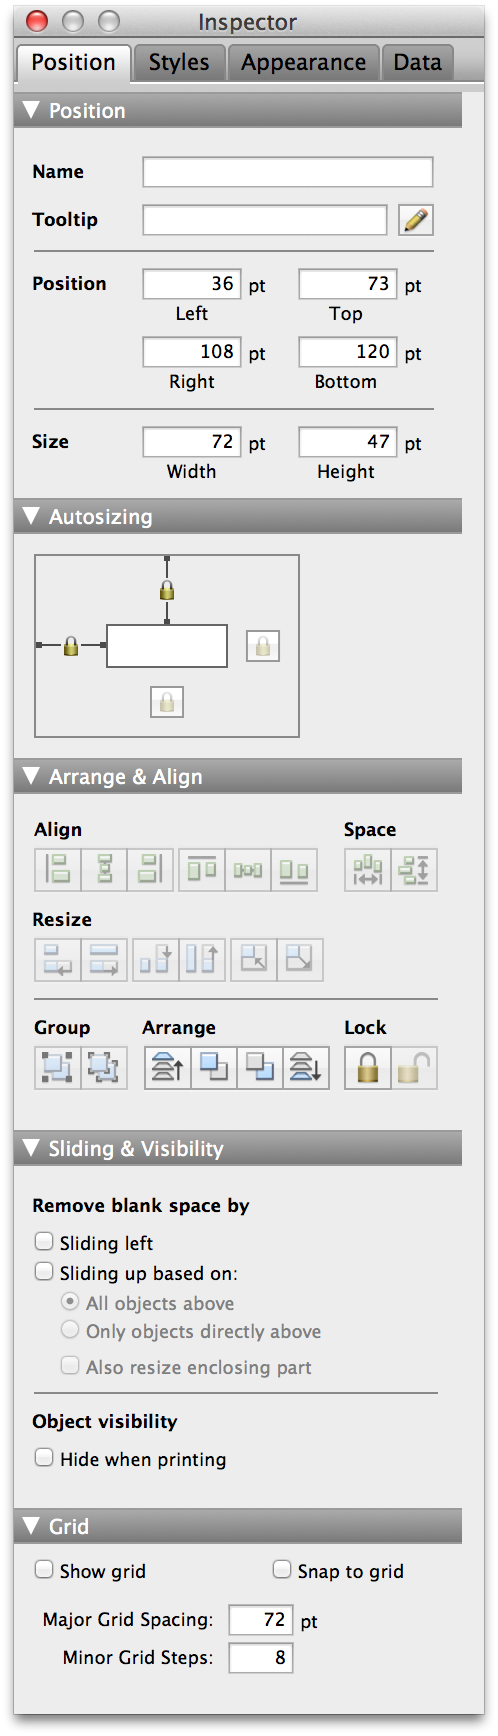 Inspector
Position Styles Appearance Data
Position
Name
Tooltip
Position 36 pt 73 pt
Left Top
108 pt 120 pt
Right Bottom
Size 72 pt 47 pt
Width Height
Autosizing
Arrange & Align
Align Space
Resize
Group Arrange Lock
Sliding & Visibility
Remove blank space by
Sliding left
Sliding up based on:
All objects above
Only objects directly above
Also resize enclosing part
Object visibility
Hide when printing
Grid
Show grid Snap to grid
Major Grid Spacing: 72 pt
Minor Grid Steps: 8